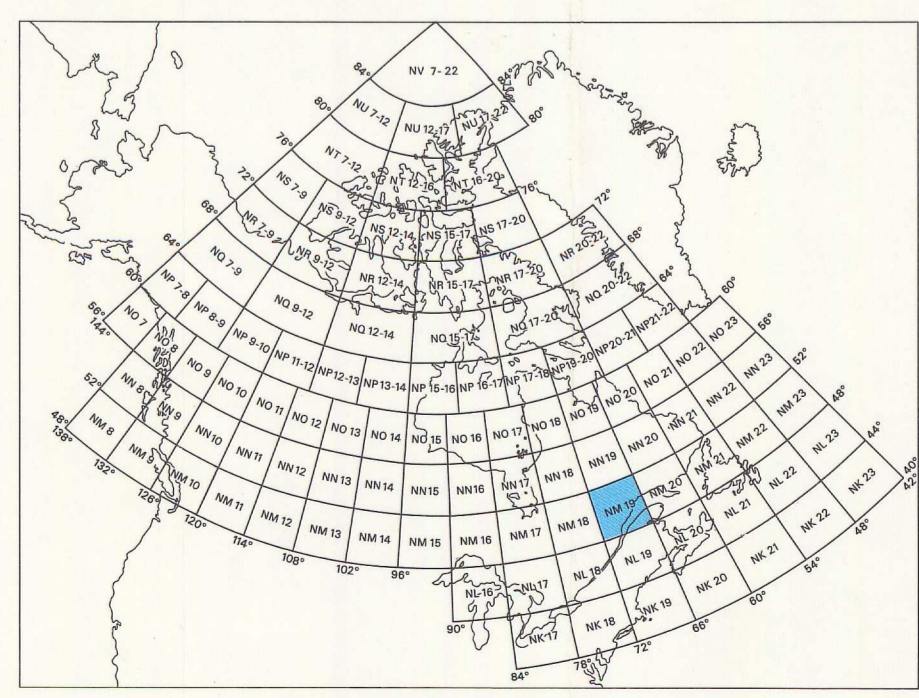 NV 7-22
84°
84°
NU 7-12
NU 12-17
NU 17-22
80°
80°
NT 7-12
NT 12-16
NT 16-20
76°
76°
NS 7-9
NS 9-12
NS 12-14
NS 15-17
NS 17-20
72°
72°
NR 7-9
NR 9-12
NR 12-14
NR 15-17
NR 17-20
NR 20-22
68°
68°
NQ 7-9
NQ 9-12
NQ 12-14
NQ 15-17
NQ 17-20
NQ 20-22
64°
64°
NP 7-8
NP 8-9
NP 9-10
NP 11-12
NP 12-13
NP 13-14
NP 15-16
NP 16-17
NP 17-18
NP 19-20
NP 20-21
NP 21-22
60°
60°
NO 7
NO 8
NO 9
NO 10
NO 11
NO 12
NO 13
NO 14
NO 15
NO 16
NO 17
NO 18
NO 19
NO 20
NO 21
NO 22
NO 23
56°
56°
144°
NN 8
NN 9
NN 10
NN 11
NN 12
NN 13
NN 14
NN 15
NN 16
NN 17
NN 18
NN 19
NN 20
NN 21
NN 22
NN 23
52°
52°
NM 8
NM 9
NM 10
NM 11
NM 12
NM 13
NM 14
NM 15
NM 16
NM 17
NM 18
NM 19
NM 20
NM 21
NM 22
NM 23
48°
48°
138°
132°
126°
120°
114°
108°
102°
96°
NL 16
NL 17
NL 18
NL 19
NL 20
NL 21
NL 22
NL 23
44°
90°
NK 17
NK 18
NK 19
NK 20
NK 21
NK 22
NK 23
40°
42°
84°
78°
72°
66°
60°
54°
48°